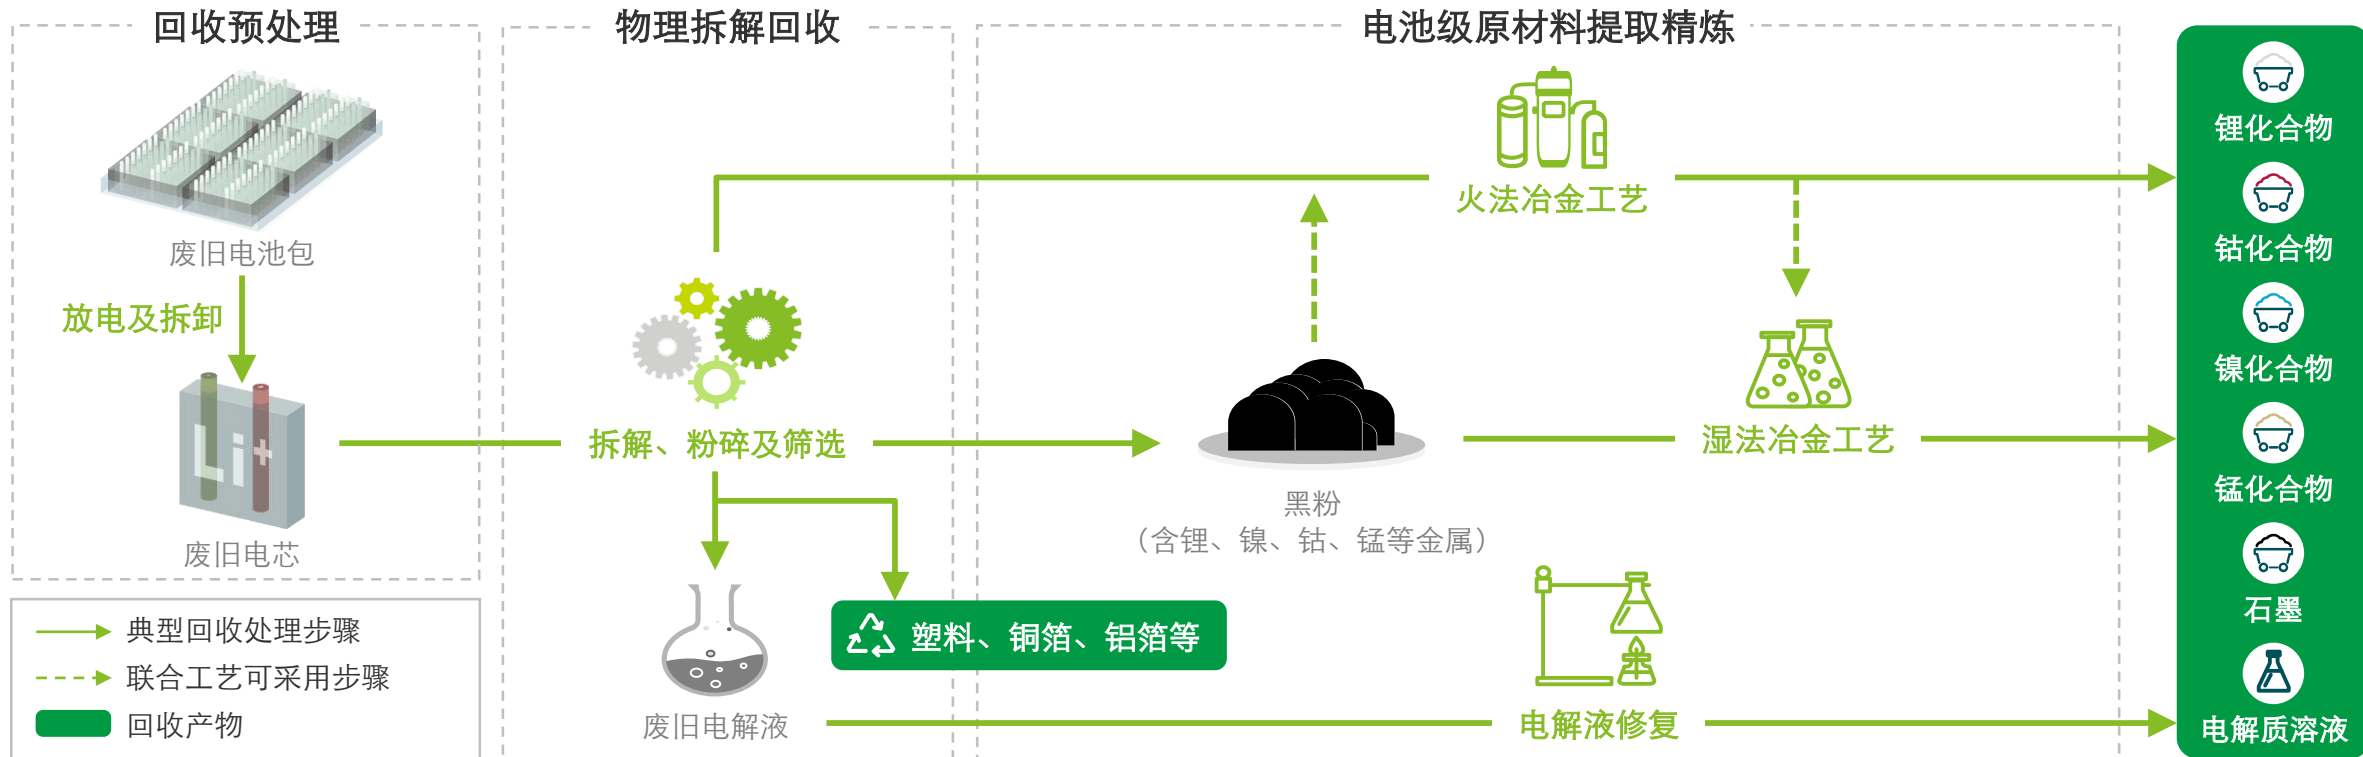 回收预处理
物理拆解回收
电池级原材料提取精炼
废旧电池包
放电及拆卸
Li+
废旧电芯
拆解、粉碎及筛选
火法冶金工艺
黑粉
（含锂、镍、钴、锰等金属）
湿法冶金工艺
塑料、铜箔、铝箔等
废旧电解液
电解液修复
锂化合物
钴化合物
镍化合物
锰化合物
石墨
电解质溶液
典型回收处理步骤
联合工艺可采用步骤
回收产物